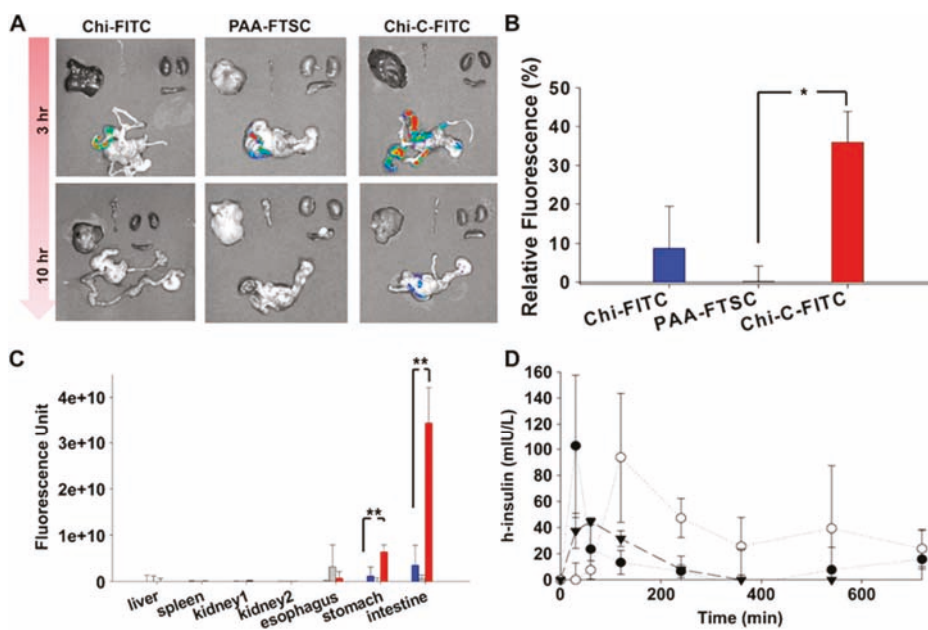 A
Chi-FITC
PAA-FTSC
Chi-C-FITC
3 hr
10 hr
B
Relative Fluorescence (%)
50
40
30
20
10
0
*
Chi-FITC
PAA-FTSC
Chi-C-FITC
C
Fluorescence Unit
4e+10
3e+10
2e+10
1e+10
0
**
**
liver
spleen
kidney1
kidney2
esophagus
stomach
intestine
D
h-insulin (mIU/L)
160
140
120
100
80
60
40
20
0
0 200 400 600
Time (min)